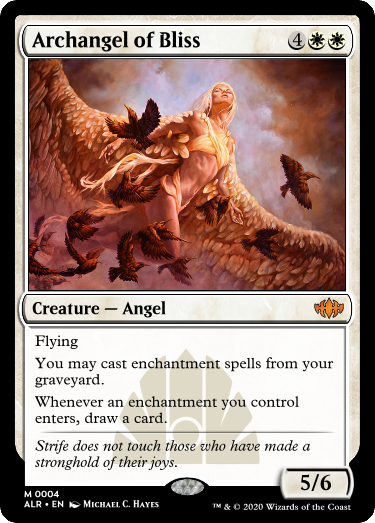 Archangel of Bliss 4
Creature — Angel
Flying
You may cast enchantment spells from your
graveyard.
Whenever an enchantment you control
enters, draw a card.
Strife does not touch those who have made a
stronghold of their joys.
5/6
M 0004
ALR • EN Michael C. Hayes
™ & © 2020 Wizards of the Coast